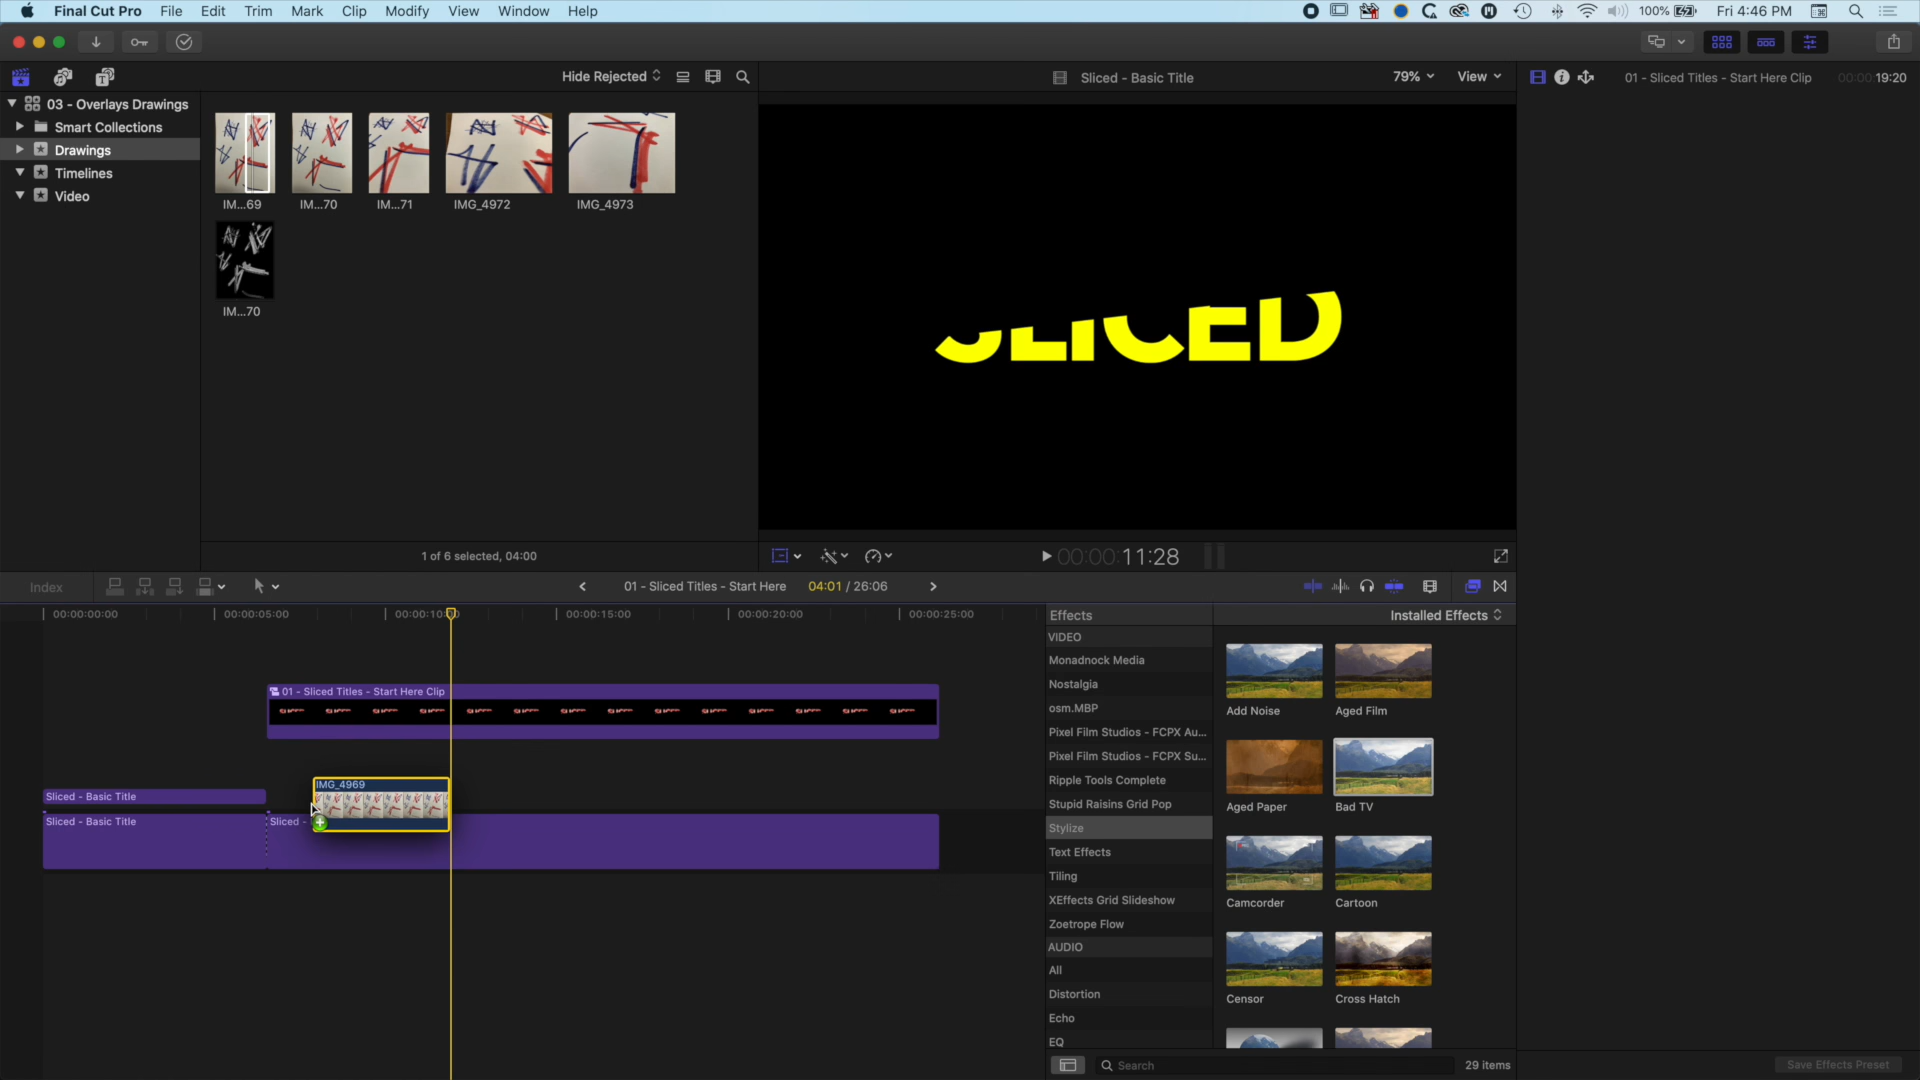 Final Cut Pro File Edit Trim Mark Clip Modify View Window Help
100% Fri 4:46 PM
Hide Rejected
Sliced - Basic Title
79% View
01 - Sliced Titles - Start Here Clip 00:00:19:20
03 - Overlays Drawings
Smart Collections
Drawings
Timelines
Video
IM...69 IM...70 IM...71 IMG_4972 IMG_4973
IM...70
SLICED
1 of 6 selected, 04:00
00:00:11:28
Index
01 - Sliced Titles - Start Here 04:01 / 26:06
00:00:00:00 00:00:05:00 00:00:10:00 00:00:15:00 00:00:20:00 00:00:25:00
01 - Sliced Titles - Start Here Clip
IMG_4969
Sliced - Basic Title
Sliced - Basic Title Sliced -
Effects Installed Effects
VIDEO
Monadnock Media
Nostalgia
osm.MBP
Pixel Film Studios - FCPX Au...
Pixel Film Studios - FCPX Su...
Ripple Tools Complete
Stupid Raisins Grid Pop
Stylize
Text Effects
Tiling
XEffects Grid Slideshow
Zoetrope Flow
AUDIO
All
Distortion
Echo
EQ
Add Noise Aged Film
Aged Paper Bad TV
Camcorder Cartoon
Censor Cross Hatch
Search 29 items
Save Effects Preset